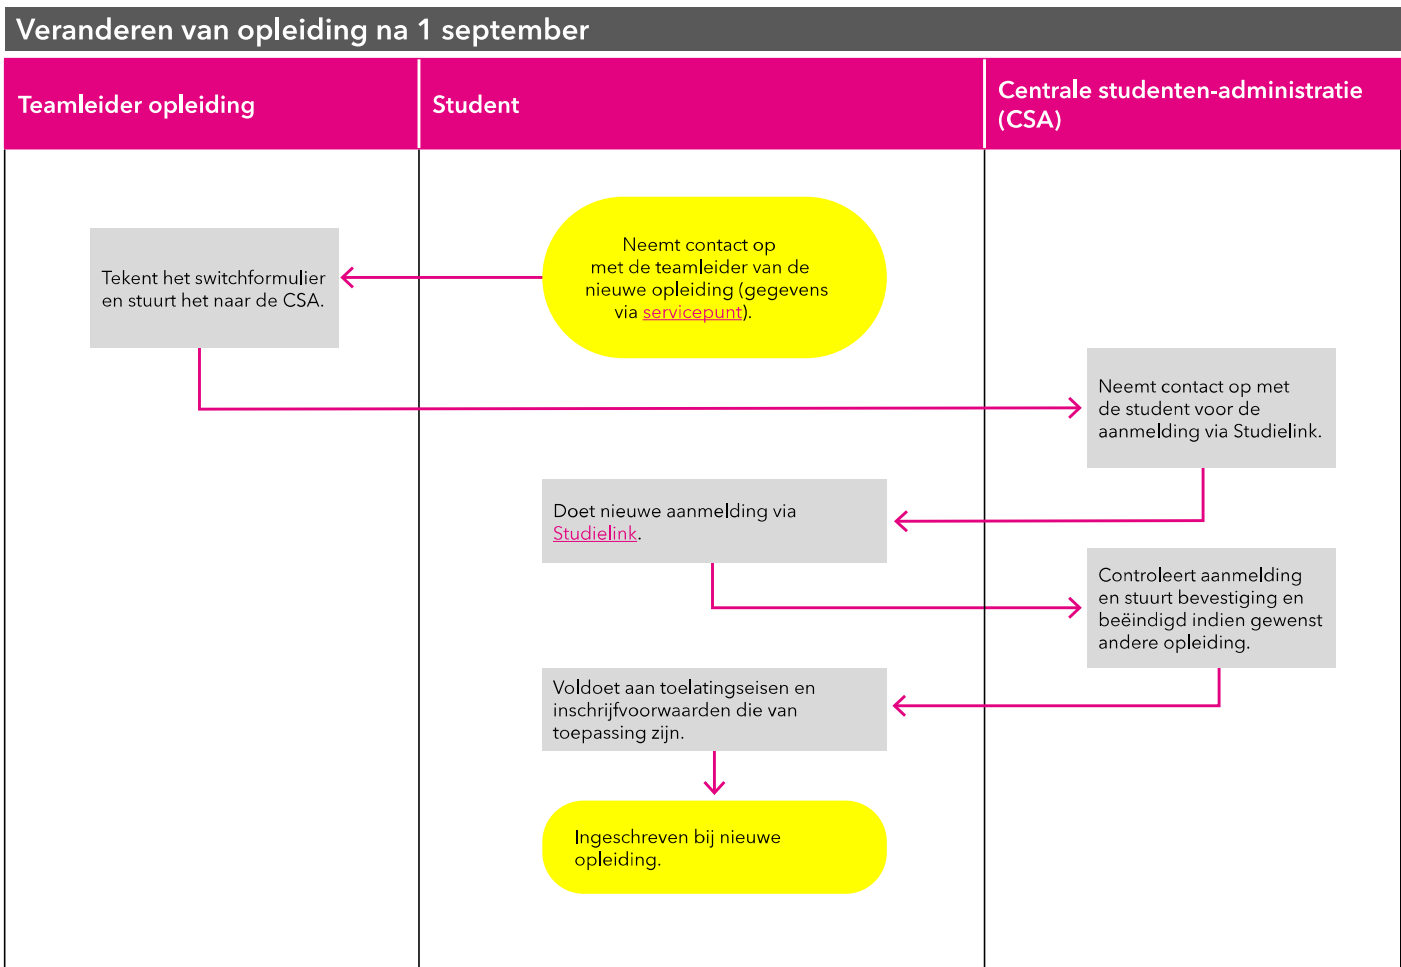 Veranderen van opleiding na 1 september
Teamleider opleiding
Student
Centrale studenten-administratie
(CSA)
Neemt contact op
met de teamleider van de
nieuwe opleiding (gegevens
via servicepunt).
Tekent het switchformulier
en stuurt het naar de CSA.
Neemt contact op met
de student voor de
aanmelding via Studielink.
Doet nieuwe aanmelding via
Studielink.
Controleert aanmelding
en stuurt bevestiging en
beëindigd indien gewenst
andere opleiding.
Voldoet aan toelatingseisen en
inschrijfvoorwaarden die van
toepassing zijn.
Ingeschreven bij nieuwe
opleiding.